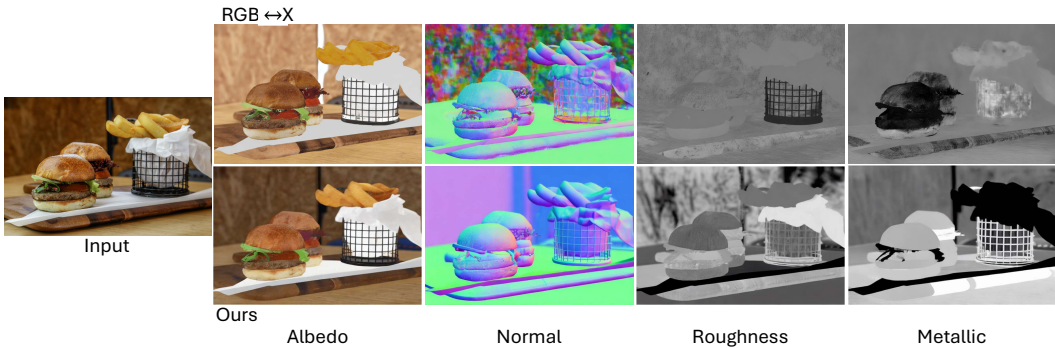 RGB ↔X
Input
Ours
Albedo
Normal
Roughness
Metallic